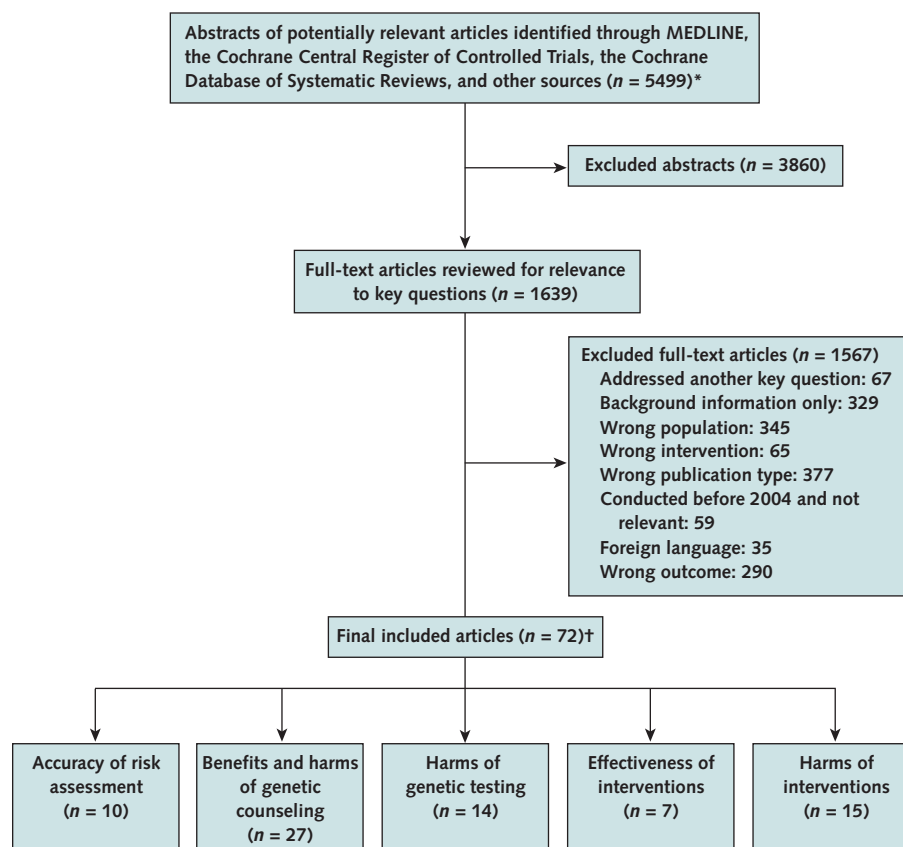 Abstracts of potentially relevant articles identified through MEDLINE,
the Cochrane Central Register of Controlled Trials, the Cochrane
Database of Systematic Reviews, and other sources (n = 5499)*
Excluded abstracts (n = 3860)
Full-text articles reviewed for relevance
to key questions (n = 1639)
Excluded full-text articles (n = 1567)
Addressed another key question: 67
Background information only: 329
Wrong population: 345
Wrong intervention: 65
Wrong publication type: 377
Conducted before 2004 and not
relevant: 59
Foreign language: 35
Wrong outcome: 290
Final included articles (n = 72)†
Accuracy of risk
assessment
(n = 10)
Benefits and harms
of genetic
counseling
(n = 27)
Harms of
genetic testing
(n = 14)
Effectiveness of
interventions
(n = 7)
Harms of
interventions
(n = 15)